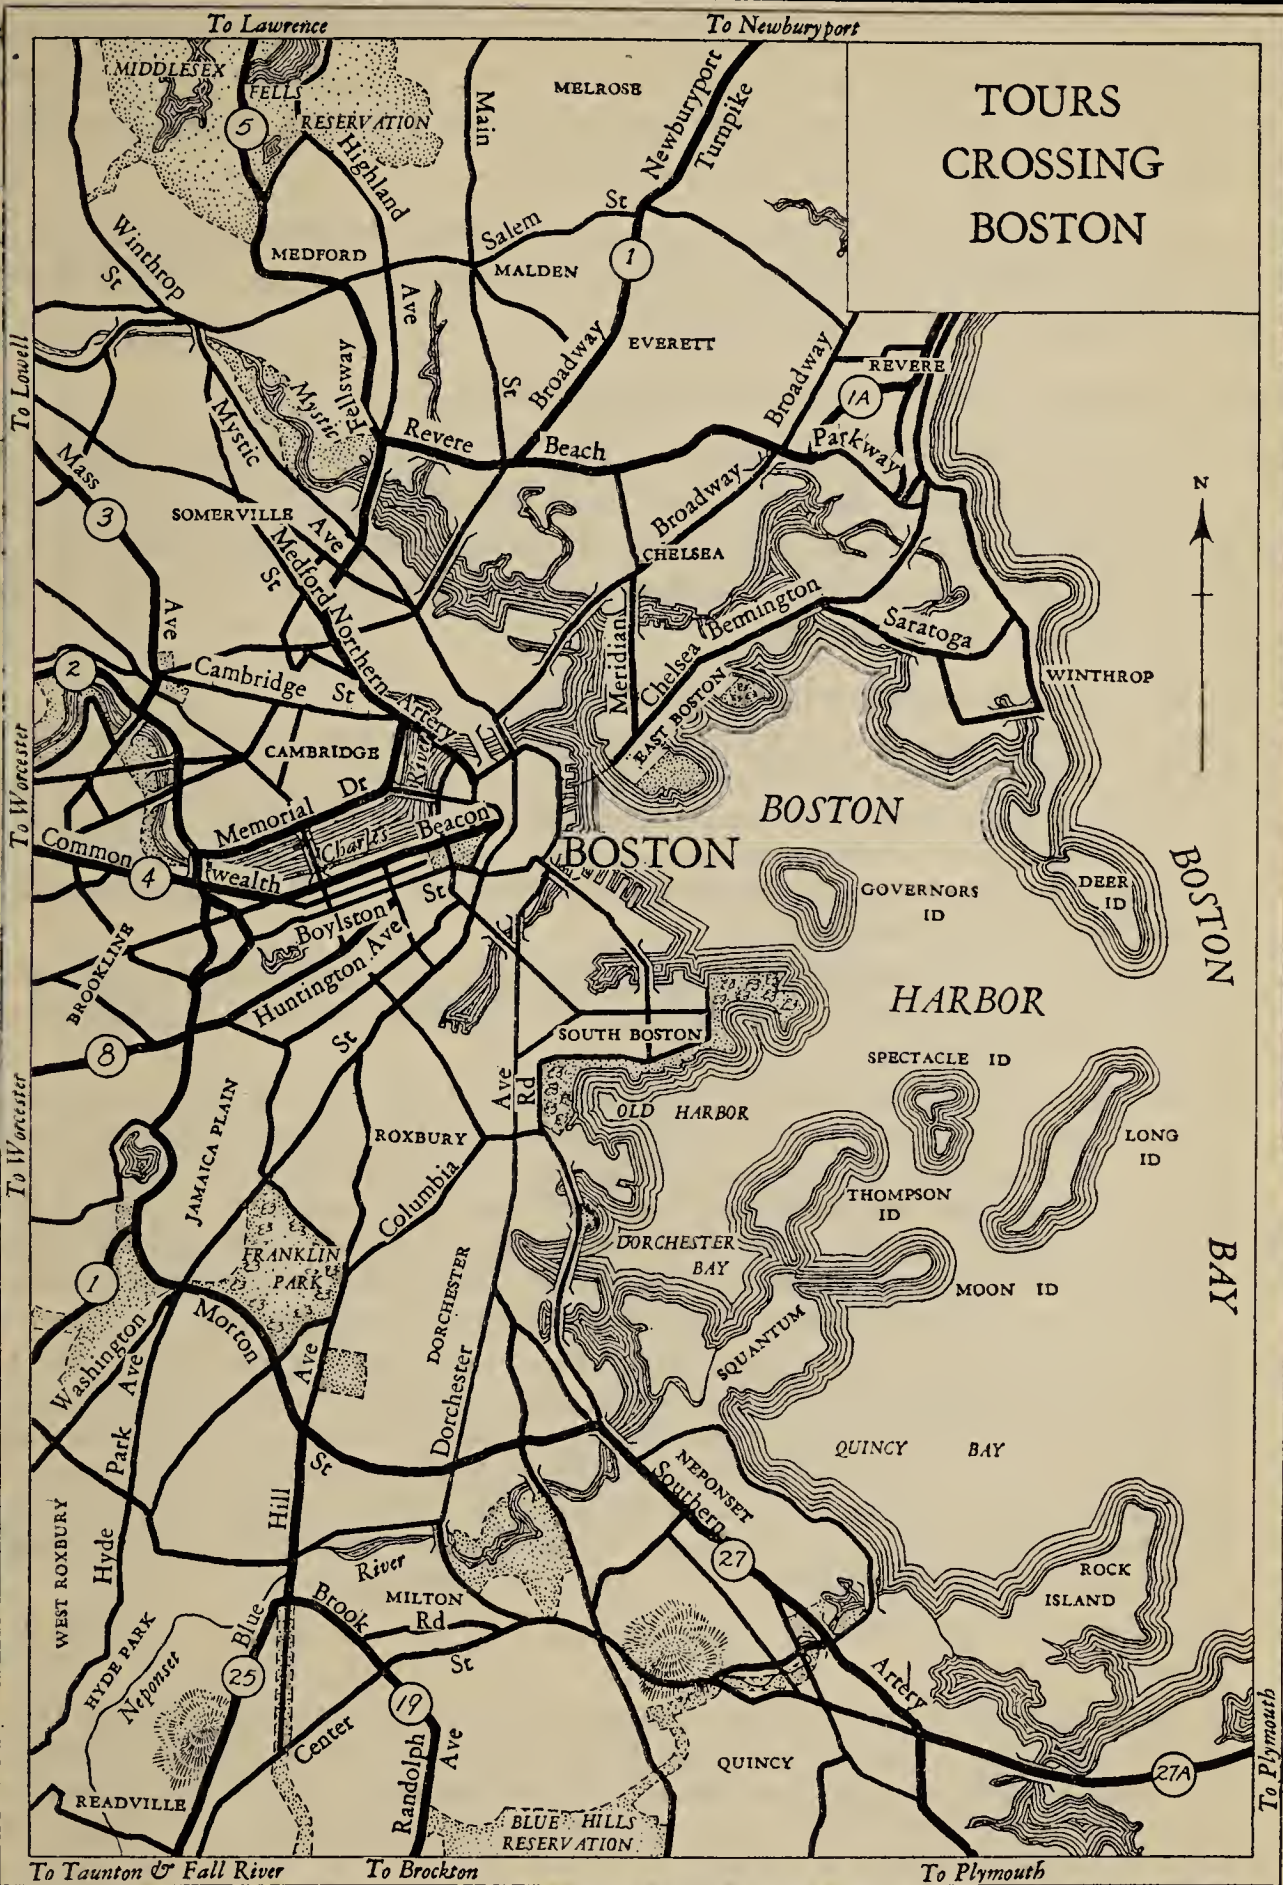 To Lawrence
To Newburyport
TOURS
CROSSING
BOSTON
MIDDLESEX
FELLS
RESERVATION
5
MELROSE
Main
Newburyport
Turnpike
Highland
Salem
St
Winthrop
St
MEDFORD
MALDEN
1
Ave
EVERETT
Broadway
Broadway
REVERE
1A
To Lowell
Fellsway
Mystic
St
Mystic
Revere
Beach
Parkway
Mass
3
SOMERVILLE
Ave
Broadway
N
Medford
St
CHELSEA
Ave
Northern
Meridian
Bennington
Saratoga
2
Cambridge
St
Chelsea
WINTHROP
Artery
EAST BOSTON
CAMBRIDGE
River
To Worcester
Memorial
Dr
BOSTON
Common
Charles
Beacon
BOSTON
4
wealth
St
GOVERNORS
ID
DEER
ID
BOSTON
Boylston
BROOKLINE
Huntington Ave
HARBOR
8
St
SOUTH BOSTON
SPECTACLE ID
To Worcester
Ave
Rd
OLD HARBOR
JAMAICA PLAIN
ROXBURY
LONG
ID
Columbia
THOMPSON
ID
FRANKLIN
PARK
DORCHESTER
BAY
BAY
1
MOON ID
Morton
DORCHESTER
SQUANTUM
Washington
Ave
Ave
Dorchester
Park
St
QUINCY BAY
NEPONSET
Southern
WEST ROXBURY
Hyde
Hill
27
River
ROCK
ISLAND
MILTON
Brook
Rd
Blue
HYDE PARK
Neponset
St
25
Artery
19
Center
Ave
Randolph
QUINCY
27A
To Plymouth
READVILLE
BLUE HILLS
RESERVATION
To Taunton & Fall River
To Brockton
To Plymouth